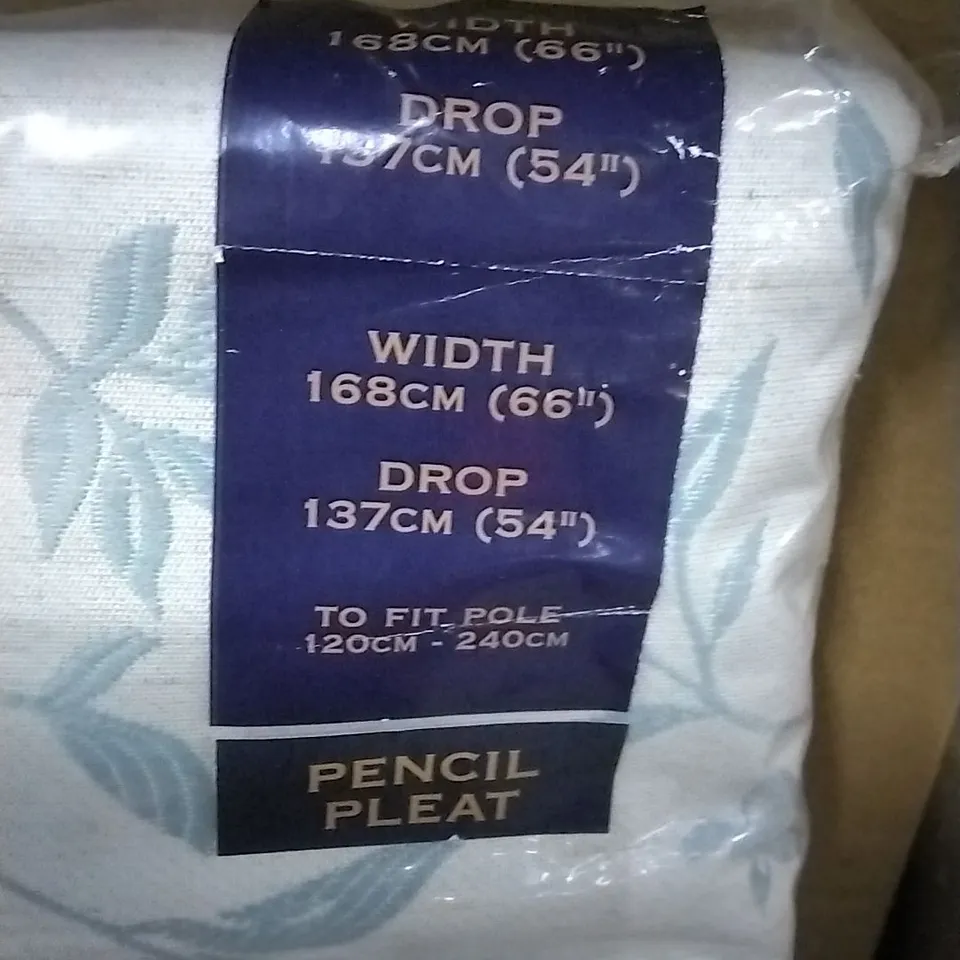 WIDTH
168CM (66")
DROP
137CM (54")
WIDTH
168CM (66")
DROP
137CM (54")
TO FIT POLE
120CM - 240CM
PENCIL
PLEAT